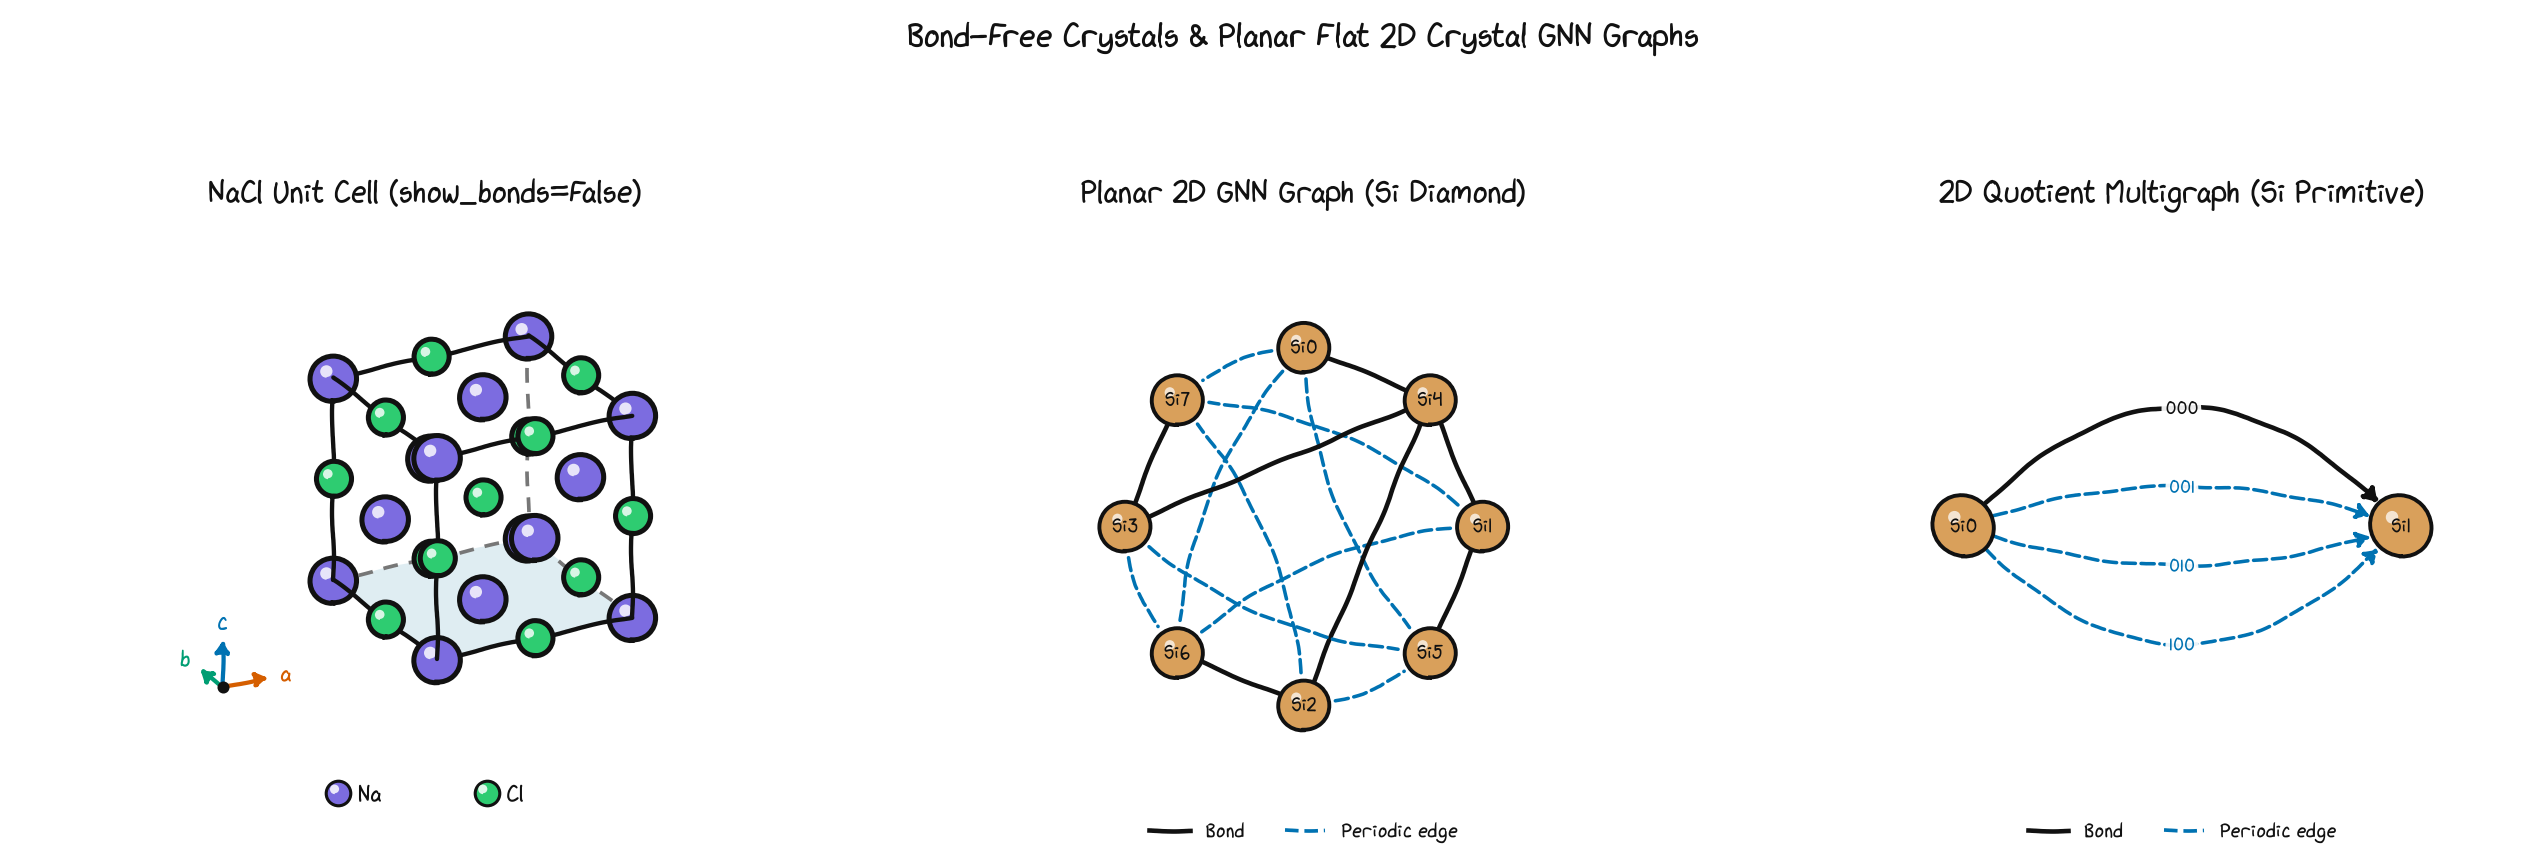 Bond-Free Crystals & Planar Flat 2D Crystal GNN Graphs
NaCl Unit Cell (show_bonds=False)
c
b
a
Na
Cl
Planar 2D GNN Graph (Si Diamond)
Si0
Si7
Si4
Si3
Si1
Si6
Si5
Si2
Bond
Periodic edge
2D Quotient Multigraph (Si Primitive)
000
001
Si0
Si1
010
100
Bond
Periodic edge